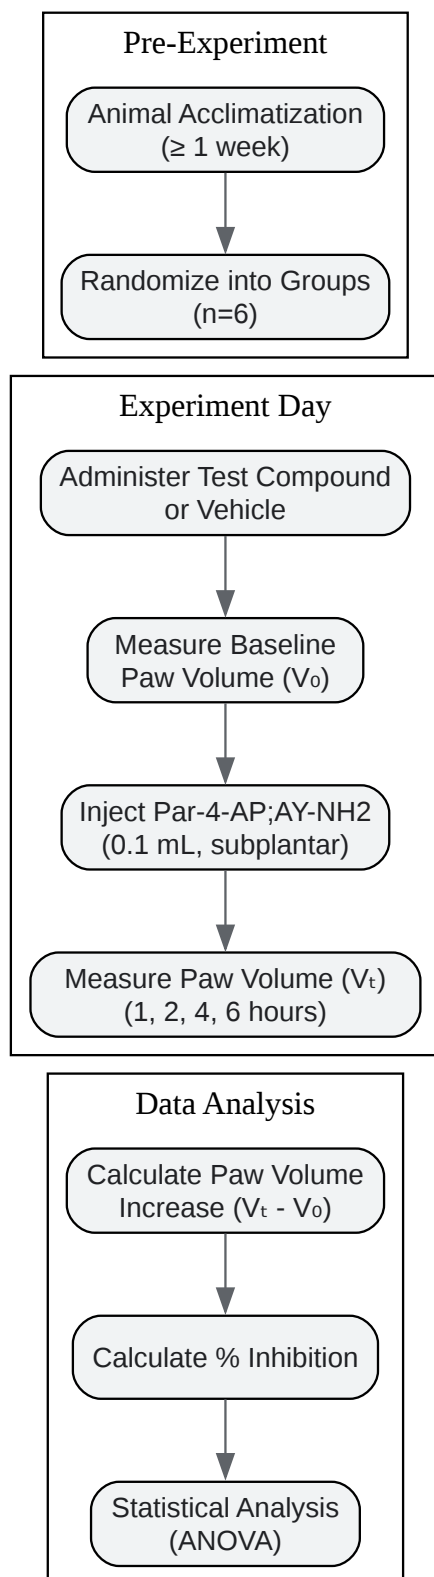 Pre-Experiment
Animal Acclimatization
(≥ 1 week)
Randomize into Groups
(n=6)
Experiment Day
Administer Test Compound
or Vehicle
Measure Baseline
Paw Volume (V₀)
Inject Par-4-AP;AY-NH2
(0.1 mL, subplantar)
Measure Paw Volume (Vₜ)
(1, 2, 4, 6 hours)
Data Analysis
Calculate Paw Volume
Increase (Vₜ - V₀)
Calculate % Inhibition
Statistical Analysis
(ANOVA)